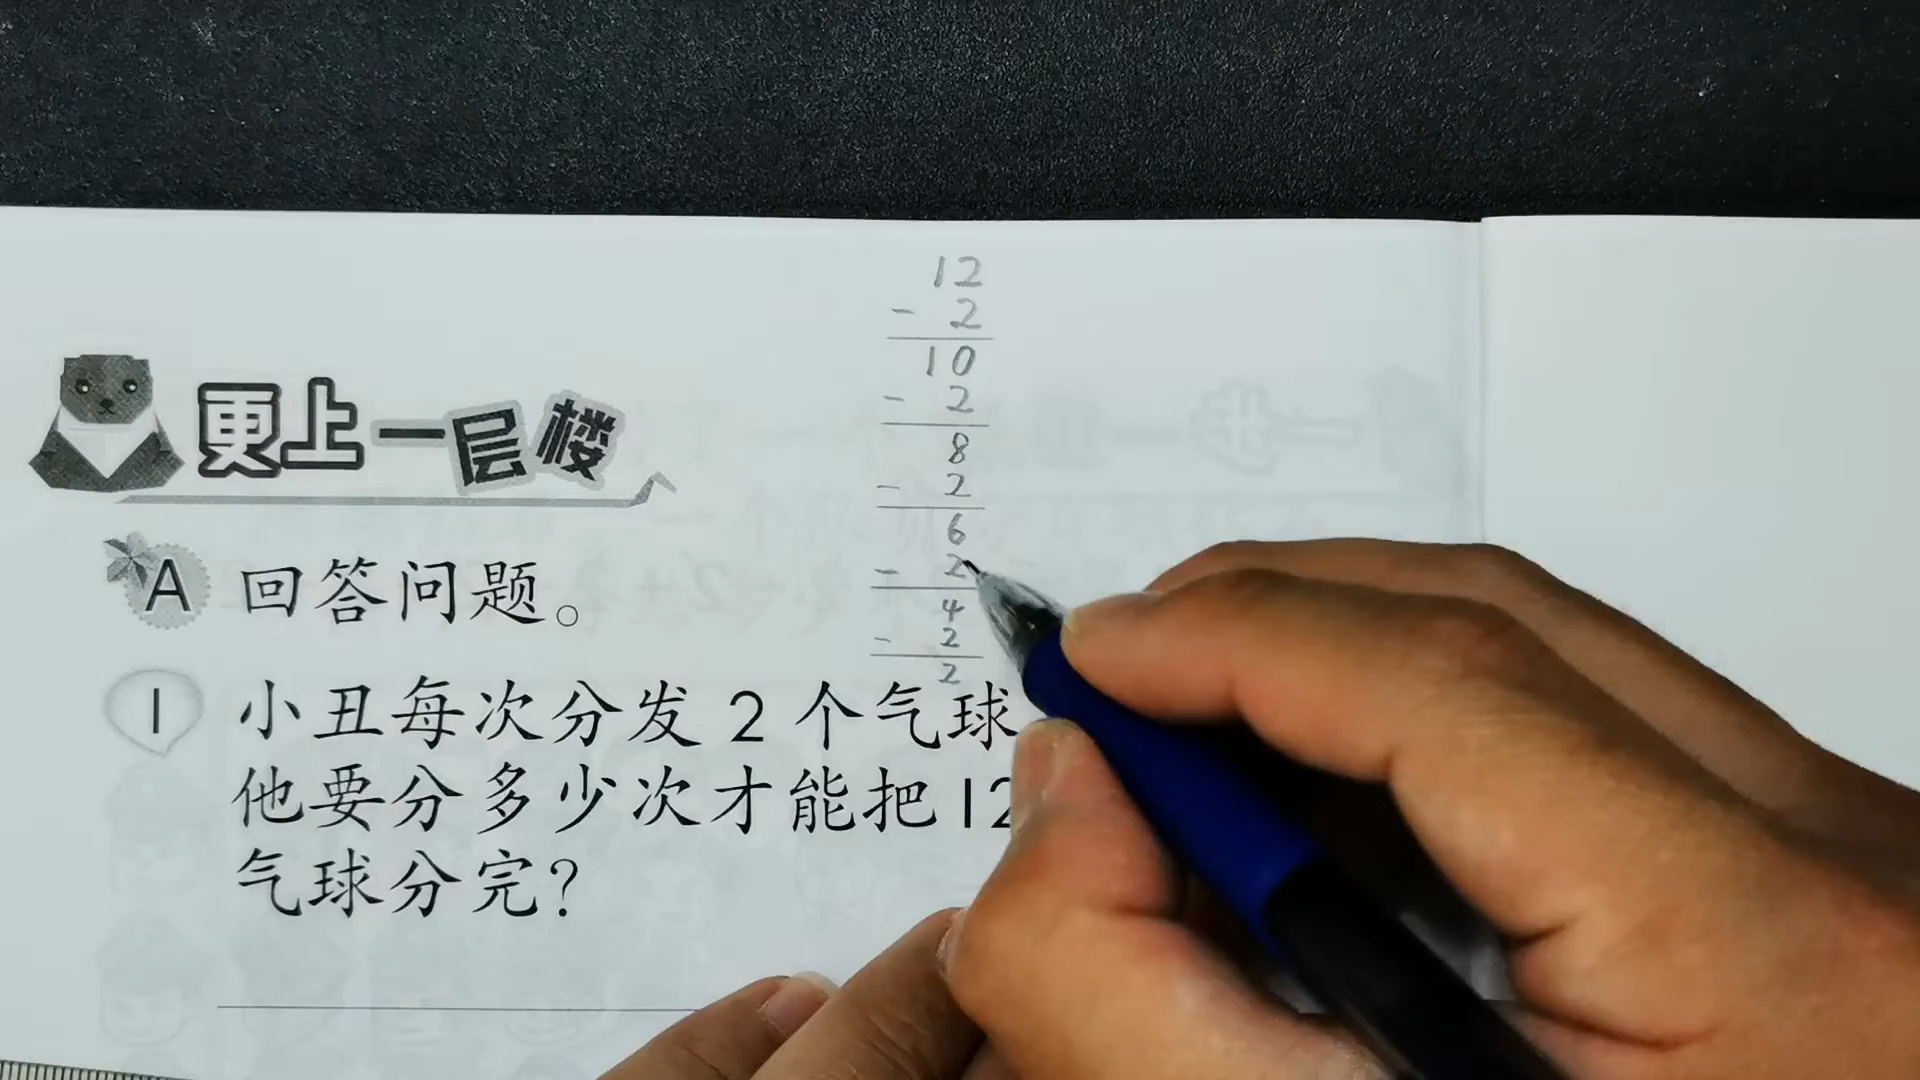 12
- 2
10
- 2
8
- 2
6
- 2
4
- 2
2
更上一层楼
A 回答问题。
1 小丑每次分发 2 个气球
他要分多少次才能把 12
气球分完？